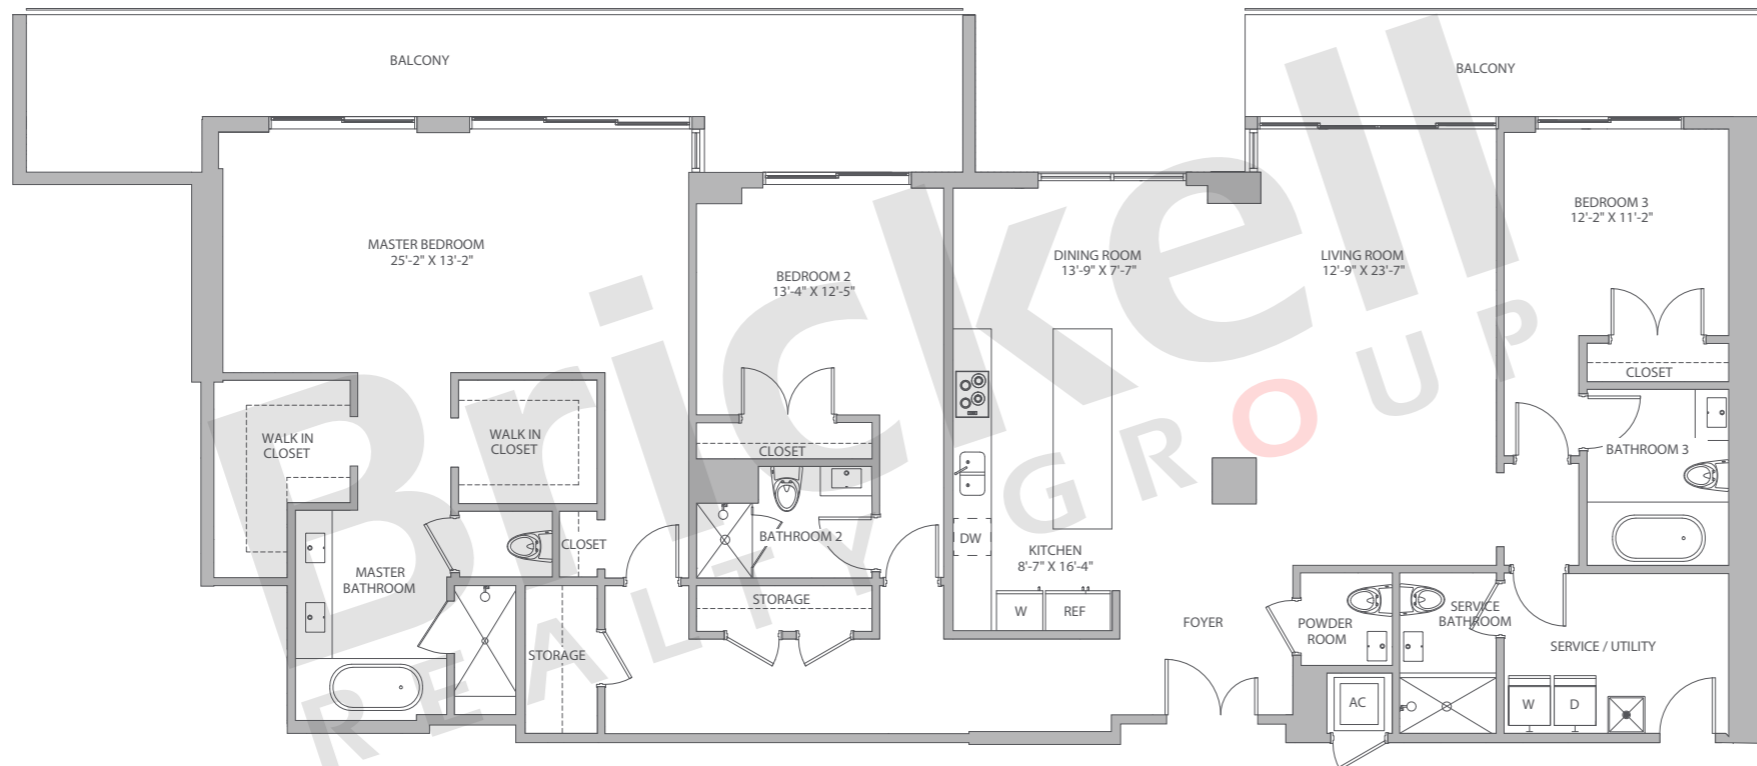 BALCONY
BALCONY
MASTER BEDROOM
25'-2" X 13'-2"
BEDROOM 2
13'-4" X 12'-5"
DINING ROOM
13'-9" X 7'-7"
LIVING ROOM
12'-9" X 23'-7"
BEDROOM 3
12'-2" X 11'-2"
WALK IN
CLOSET
WALK IN
CLOSET
CLOSET
CLOSET
BATHROOM 3
CLOSET
BATHROOM 2
DW
KITCHEN
8'-7" X 16'-4"
MASTER
BATHROOM
STORAGE
W
REF
FOYER
POWDER
ROOM
SERVICE
BATHROOM
SERVICE / UTILITY
STORAGE
AC
W
D
Brickell
REALTY GROUP